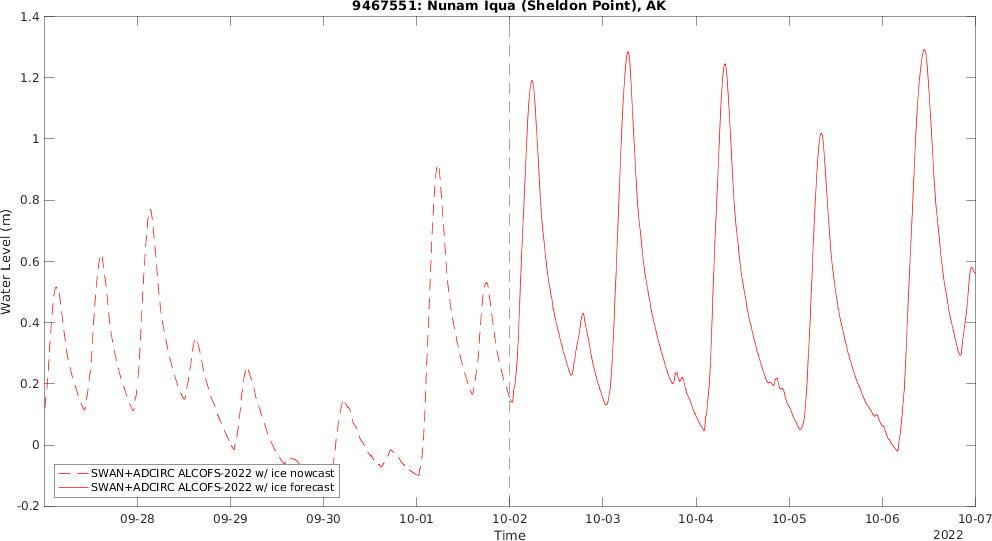 9467551: Nunam Iqua (Sheldon Point), AK
1.4
1.2
1
0.8
0.6
0.4
0.2
0
-0.2
Water Level (m)
SWAN+ADCIRC ALCOFS-2022 w/ ice nowcast
SWAN+ADCIRC ALCOFS-2022 w/ ice forecast
09-28 09-29 09-30 10-01 10-02 10-03 10-04 10-05 10-06 10-07
Time
2022